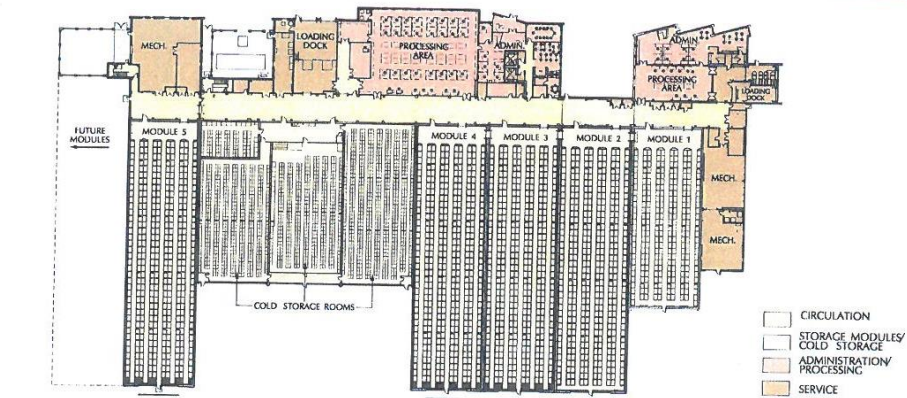 MECH.
LOADING
DOCK
PROCESSING
AREA
ADMIN.
ADMIN.
PROCESSING
AREA
LOADING
DOCK
FUTURE
MODULES
MODULE 5
MODULE 4
MODULE 3
MODULE 2
MODULE 1
MECH.
MECH.
COLD STORAGE ROOMS
CIRCULATION
STORAGE MODULES/
COLD STORAGE
ADMINISTRATION/
PROCESSING
SERVICE